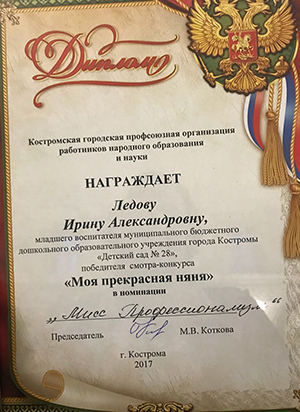 Диплом
Костромская городская профсоюзная организация
работников народного образования
и науки
НАГРАЖДАЕТ
Ледову
Ирину Александровну,
младшего воспитателя муниципального бюджетного
дошкольного образовательного учреждения города Костромы
«Детский сад № 28»,
победителя смотра-конкурса
«Моя прекрасная няня»
в номинации
„Мисс Профессионализм“
Председатель М.В. Коткова
г. Кострома
2017